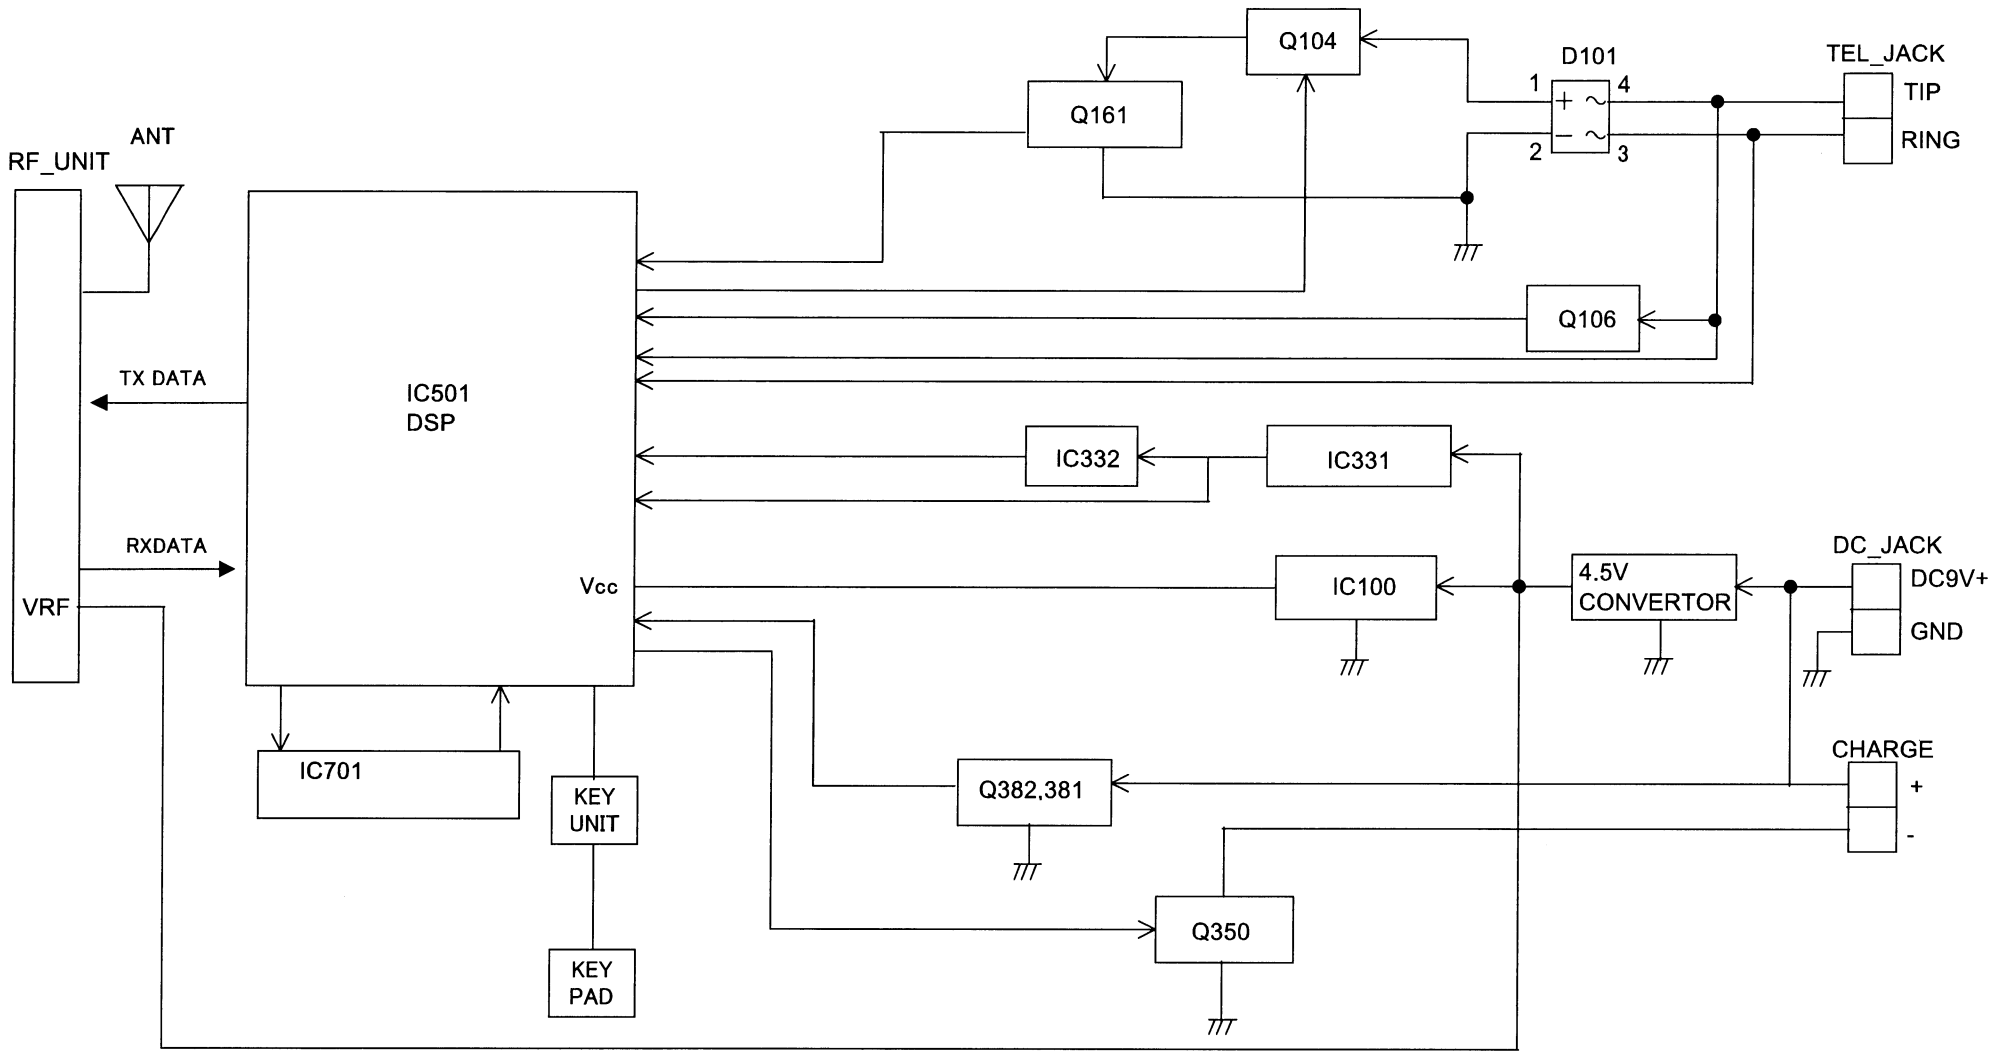 Q104
D101
TEL_JACK
1
4
+ ~
TIP
Q161
ANT
- ~
RING
2
3
RF_UNIT
Q106
TX DATA
IC501
DSP
IC332
IC331
RXDATA
DC_JACK
Vcc
IC100
4.5V
CONVERTOR
DC9V+
VRF
GND
CHARGE
IC701
Q382,381
+
KEY
UNIT
-
Q350
KEY
PAD